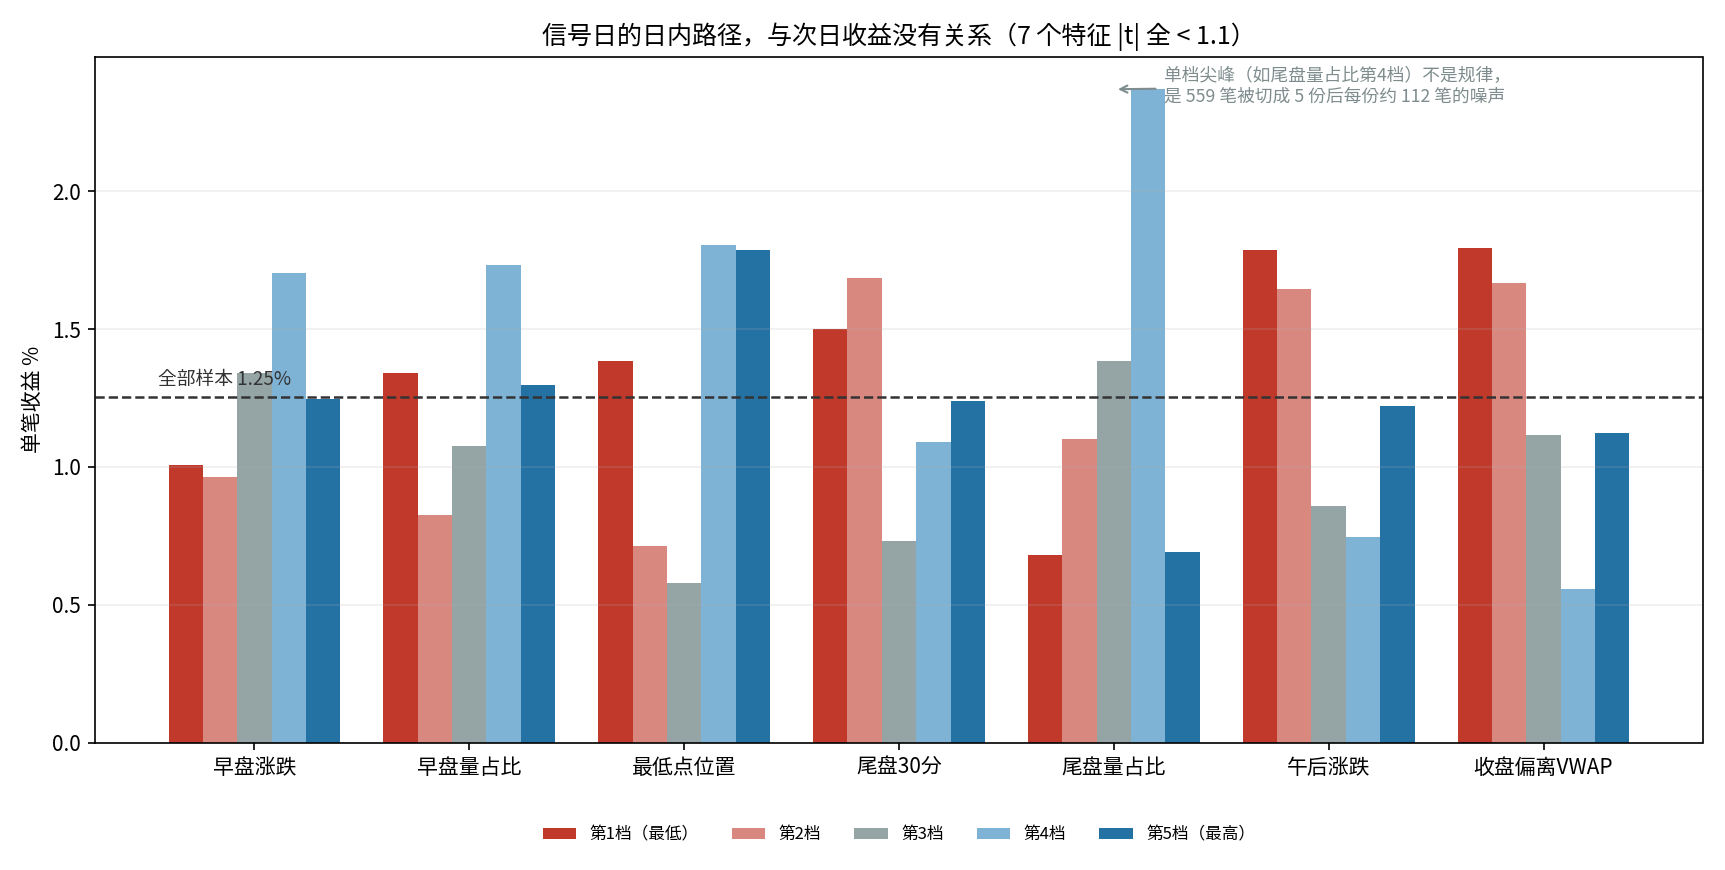 信号日的日内路径，与次日收益没有关系（7 个特征 |t| 全 < 1.1）
单档尖峰（如尾盘量占比第4档）不是规律，
是 559 笔被切成 5 份后每份约 112 笔的噪声
单笔收益 %
2.0
1.5
全部样本 1.25%
1.0
0.5
0.0
早盘涨跌
早盘量占比
最低点位置
尾盘30分
尾盘量占比
午后涨跌
收盘偏离VWAP
第1档（最低）
第2档
第3档
第4档
第5档（最高）